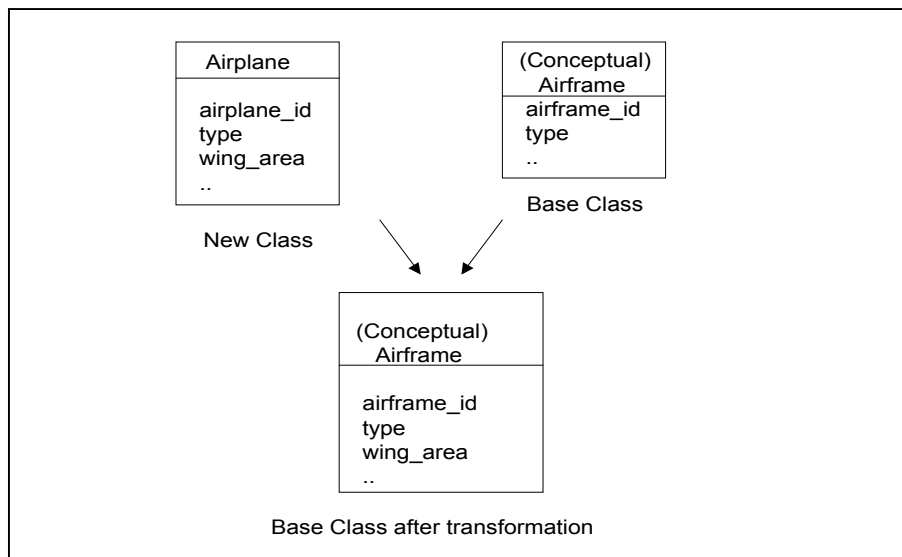 Airplane
airplane_id
type
wing_area
..
New Class
(Conceptual)
Airframe
airframe_id
type
..
Base Class
(Conceptual)
Airframe
airframe_id
type
wing_area
..
Base Class after transformation